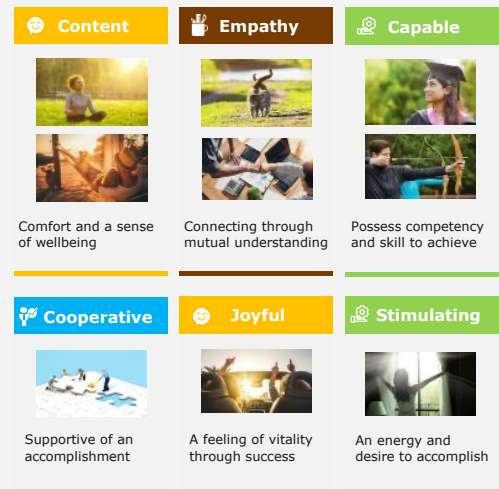 Content
Empathy
Capable
Comfort and a sense
of wellbeing
Connecting through
mutual understanding
Possess competency
and skill to achieve
Cooperative
Joyful
Stimulating
Supportive of an
accomplishment
A feeling of vitality
through success
An energy and
desire to accomplish